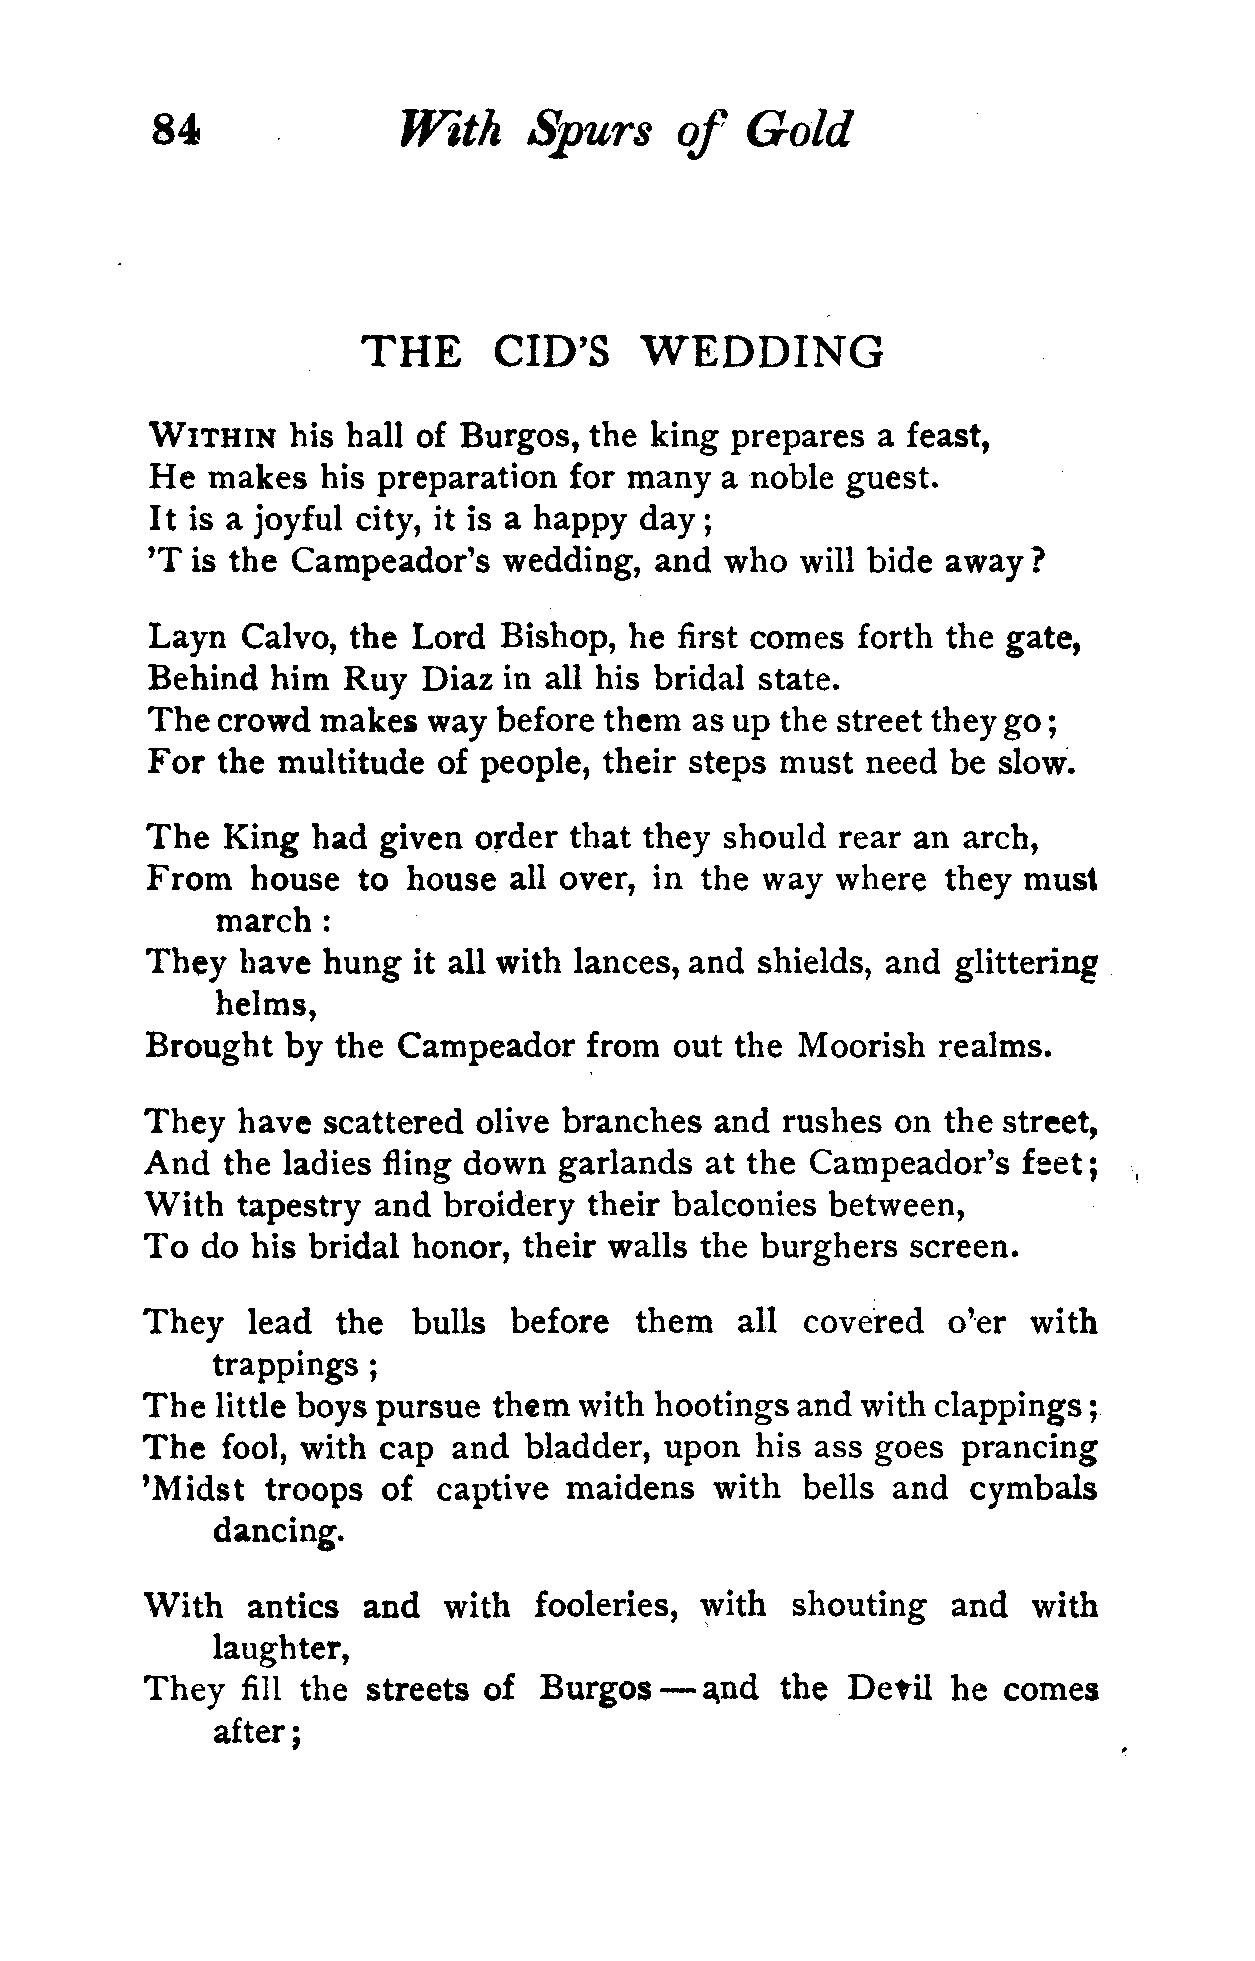 84 With Spurs of Gold
THE CID'S WEDDING
WITHIN his hall of Burgos, the king prepares a feast,
He makes his preparation for many a noble guest.
It is a joyful city, it is a happy day;
'T is the Campeador's wedding, and who will bide away?
Layn Calvo, the Lord Bishop, he first comes forth the gate,
Behind him Ruy Diaz in all his bridal state.
The crowd makes way before them as up the street they go;
For the multitude of people, their steps must need be slow.
The King had given order that they should rear an arch,
From house to house all over, in the way where they must
march:
They have hung it all with lances, and shields, and glittering
helms,
Brought by the Campeador from out the Moorish realms.
They have scattered olive branches and rushes on the street,
And the ladies fling down garlands at the Campeador's feet;
With tapestry and broidery their balconies between,
To do his bridal honor, their walls the burghers screen.
They lead the bulls before them all covered o'er with
trappings;
The little boys pursue them with hootings and with clappings;
The fool, with cap and bladder, upon his ass goes prancing
'Midst troops of captive maidens with bells and cymbals
dancing.
With antics and with fooleries, with shouting and with
laughter,
They fill the streets of Burgos — and the Devil he comes
after;